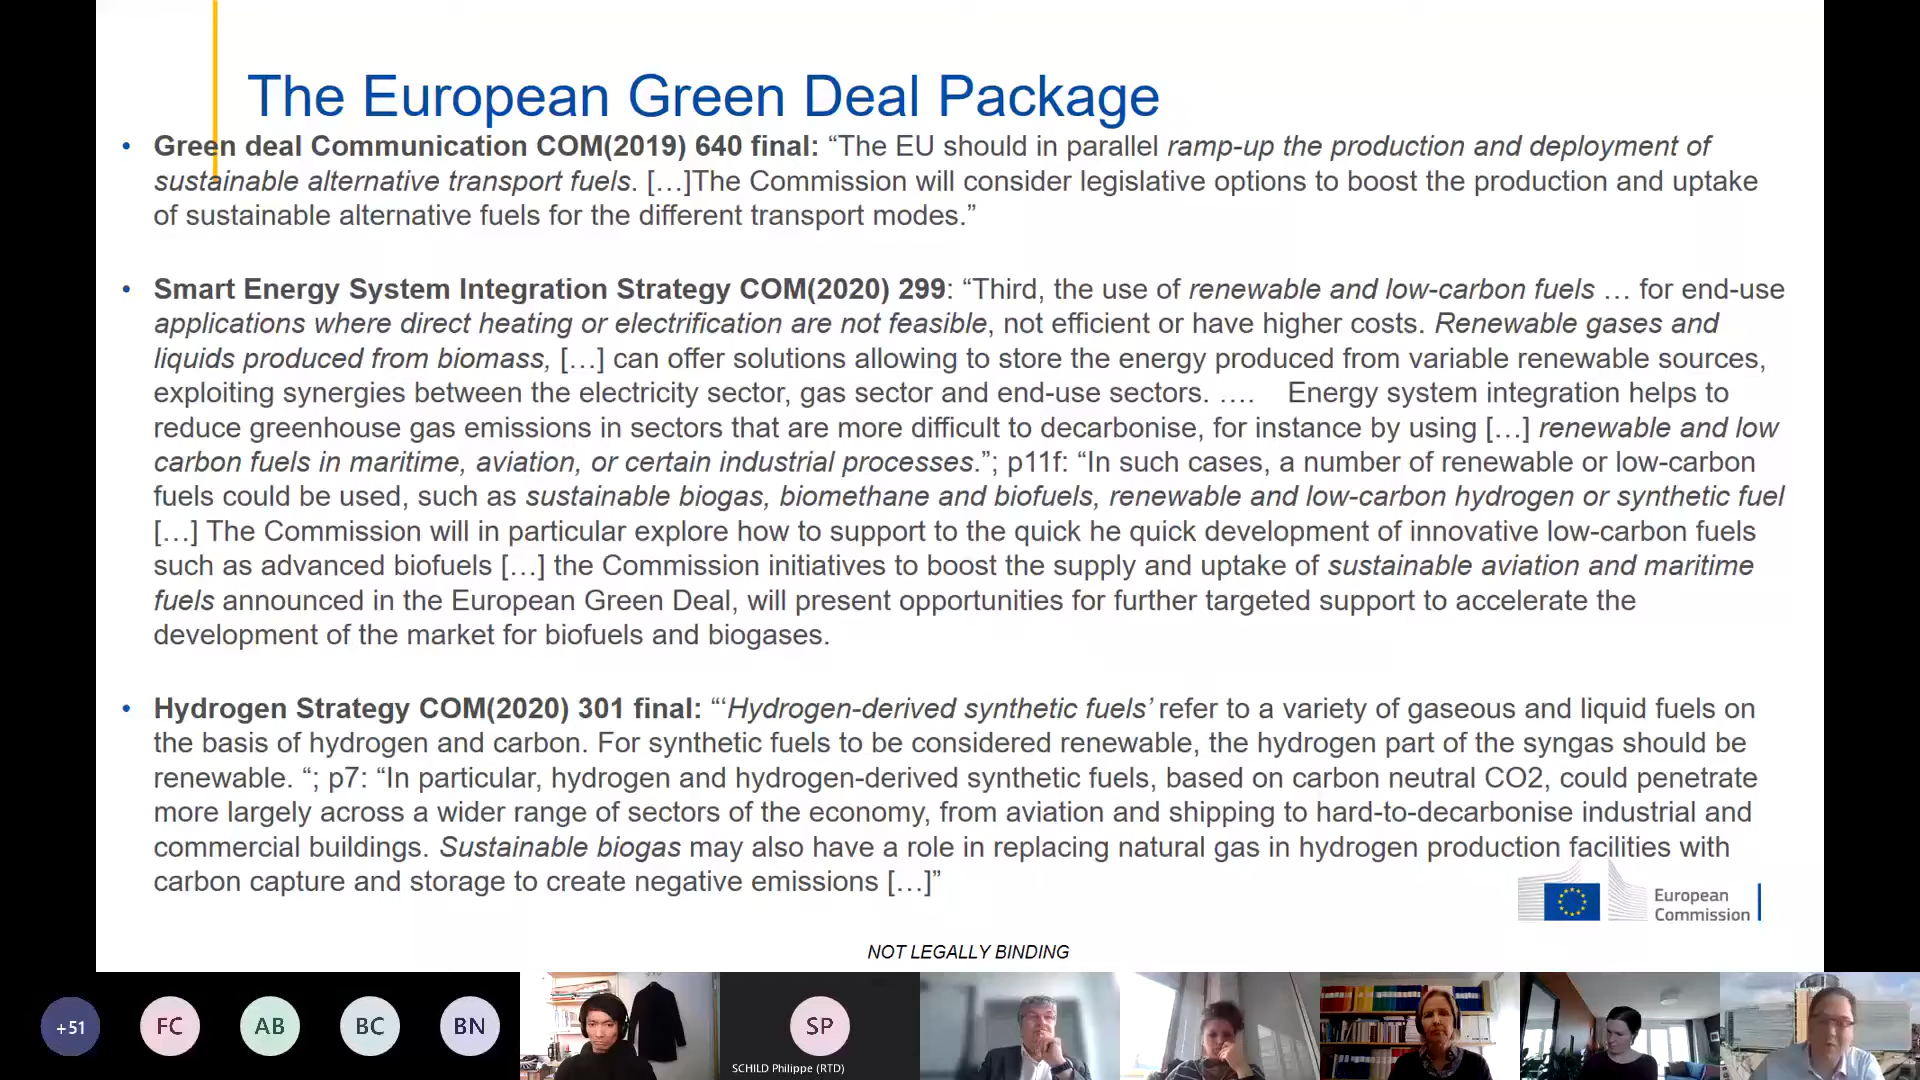 The European Green Deal Package
• Green deal Communication COM(2019) 640 final: “The EU should in parallel ramp-up the production and deployment of
sustainable alternative transport fuels. […]The Commission will consider legislative options to boost the production and uptake
of sustainable alternative fuels for the different transport modes.”
• Smart Energy System Integration Strategy COM(2020) 299: “Third, the use of renewable and low-carbon fuels … for end-use
applications where direct heating or electrification are not feasible, not efficient or have higher costs. Renewable gases and
liquids produced from biomass, […] can offer solutions allowing to store the energy produced from variable renewable sources,
exploiting synergies between the electricity sector, gas sector and end-use sectors. …. Energy system integration helps to
reduce greenhouse gas emissions in sectors that are more difficult to decarbonise, for instance by using […] renewable and low
carbon fuels in maritime, aviation, or certain industrial processes.”; p11f: “In such cases, a number of renewable or low-carbon
fuels could be used, such as sustainable biogas, biomethane and biofuels, renewable and low-carbon hydrogen or synthetic fuel
[…] The Commission will in particular explore how to support to the quick he quick development of innovative low-carbon fuels
such as advanced biofuels […] the Commission initiatives to boost the supply and uptake of sustainable aviation and maritime
fuels announced in the European Green Deal, will present opportunities for further targeted support to accelerate the
development of the market for biofuels and biogases.
• Hydrogen Strategy COM(2020) 301 final: “‘Hydrogen-derived synthetic fuels’ refer to a variety of gaseous and liquid fuels on
the basis of hydrogen and carbon. For synthetic fuels to be considered renewable, the hydrogen part of the syngas should be
renewable. “; p7: “In particular, hydrogen and hydrogen-derived synthetic fuels, based on carbon neutral CO2, could penetrate
more largely across a wider range of sectors of the economy, from aviation and shipping to hard-to-decarbonise industrial and
commercial buildings. Sustainable biogas may also have a role in replacing natural gas in hydrogen production facilities with
carbon capture and storage to create negative emissions […]”
European
Commission
NOT LEGALLY BINDING
+51
FC
AB
BC
BN
SP
SCHILD Philippe (RTD)